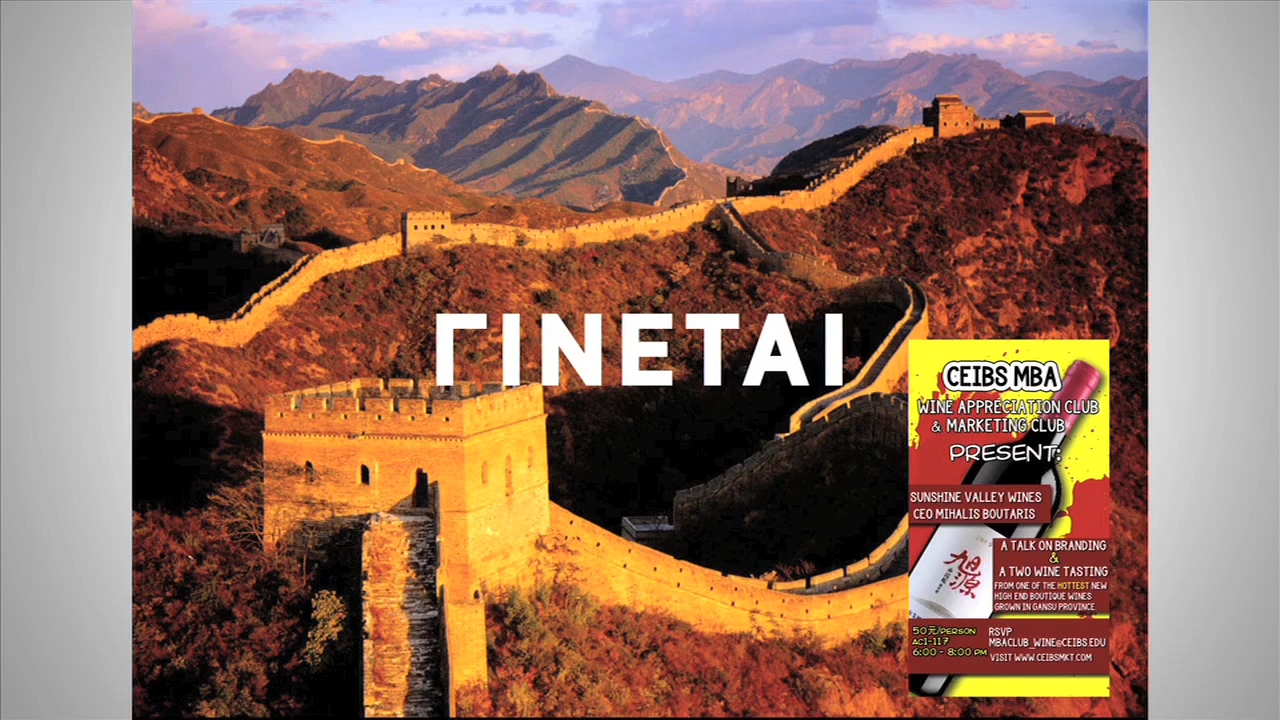 ΓΙΝΕΤΑΙ
CEIBS MBA
WINE APPRECIATION CLUB
& MARKETING CLUB
PRESENT:
SUNSHINE VALLEY WINES
CEO MIHALIS BOUTARIS
旭源
A TALK ON BRANDING
&
A TWO WINE TASTING
FROM ONE OF THE HOTTEST NEW
HIGH END BOUTIQUE WINES
GROWN IN GANSU PROVINCE
50元/PERSON
AC1-117
6:00 - 8:00 PM
RSVP
MBACLUB_WINE@CEIBS.EDU
VISIT WWW.CEIBSMKT.COM